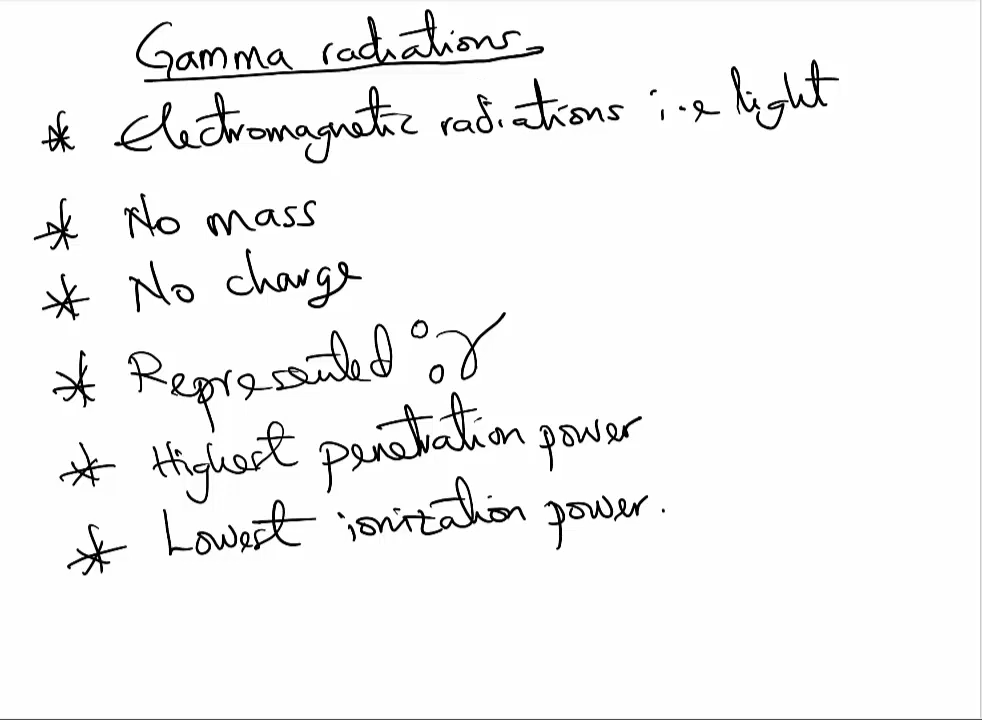 Gamma radiations
* Electromagnetic radiations i.e light
* No mass
* No charge
* Represented ⁰₀γ
* Highest penetration power
* Lowest ionization power.